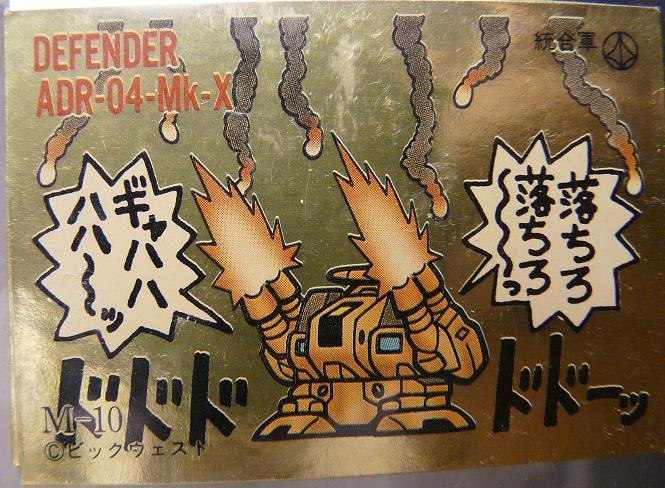 DEFENDER
ADR-04-Mk-X
統合軍
落ちろ
落ちろ
〜〜っ
ギャハハ
ハハ〜〜ッ
ドドド
ドドーッ
M-10
©ビックウェスト